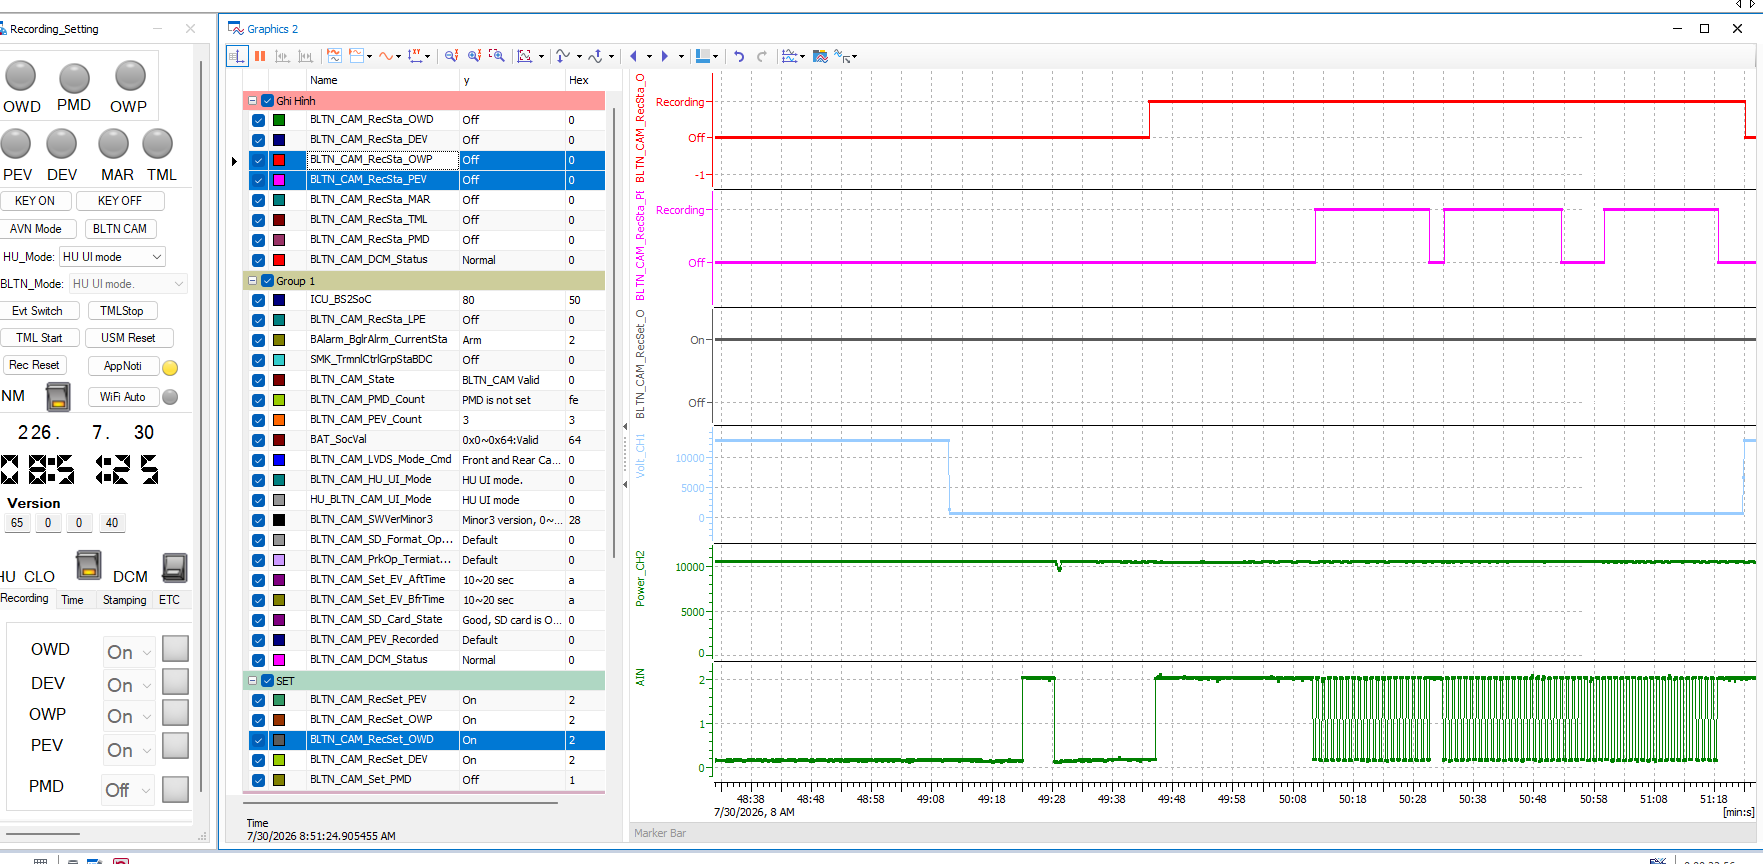 Recording_Setting
OWD PMD OWP
PEV DEV MAR TML
KEY ON KEY OFF
AVN Mode BLTN CAM
HU_Mode: HU UI mode
BLTN_Mode: HU UI mode.
Evt Switch TMLStop
TML Start USM Reset
Rec Reset AppNoti
NM WiFi Auto
226. 7. 30
08:51:25
Version
65 0 0 40
HU CLO DCM
Recording Time Stamping ETC
OWD On
DEV On
OWP On
PEV On
PMD Off
Graphics 2
Name y Hex
Ghi Hình
BLTN_CAM_RecSta_OWD Off 0
BLTN_CAM_RecSta_DEV Off 0
BLTN_CAM_RecSta_OWP Off 0
BLTN_CAM_RecSta_PEV Off 0
BLTN_CAM_RecSta_MAR Off 0
BLTN_CAM_RecSta_TML Off 0
BLTN_CAM_RecSta_PMD Off 0
BLTN_CAM_DCM_Status Normal 0
Group 1
ICU_BS2SoC 80 50
BLTN_CAM_RecSta_LPE Off 0
BAlarm_BglrAlrm_CurrentSta Arm 2
SMK_TrmnlCtrlGrpStaBDC Off 0
BLTN_CAM_State BLTN_CAM Valid 0
BLTN_CAM_PMD_Count PMD is not set fe
BLTN_CAM_PEV_Count 3 3
BAT_SocVal 0x0~0x64:Valid 64
BLTN_CAM_LVDS_Mode_Cmd Front and Rear Ca... 0
BLTN_CAM_HU_UI_Mode HU UI mode. 0
HU_BLTN_CAM_UI_Mode HU UI mode 0
BLTN_CAM_SWVerMinor3 Minor3 version, 0~... 28
BLTN_CAM_SD_Format_Op... Default 0
BLTN_CAM_PrkOp_Termiat... Default 0
BLTN_CAM_Set_EV_AftTime 10~20 sec a
BLTN_CAM_Set_EV_BfrTime 10~20 sec a
BLTN_CAM_SD_Card_State Good, SD card is O... 0
BLTN_CAM_PEV_Recorded Default 0
BLTN_CAM_DCM_Status Normal 0
SET
BLTN_CAM_RecSet_PEV On 2
BLTN_CAM_RecSet_OWP On 2
BLTN_CAM_RecSet_OWD On 2
BLTN_CAM_RecSet_DEV On 2
BLTN_CAM_Set_PMD Off 1
Time
7/30/2026 8:51:24.905455 AM
BLTN_CAM_RecSta_O
Recording
Off
-1
BLTN_CAM_RecSta_PE
Recording
Off
BLTN_CAM_RecSet_O
On
Off
Volt_CH1
10000
5000
0
Power_CH2
10000
5000
0
AIN
2
1
0
48:38 48:48 48:58 49:08 49:18 49:28 49:38 49:48 49:58 50:08 50:18 50:28 50:38 50:48 50:58 51:08 51:18
7/30/2026, 8 AM [min:s]
Marker Bar